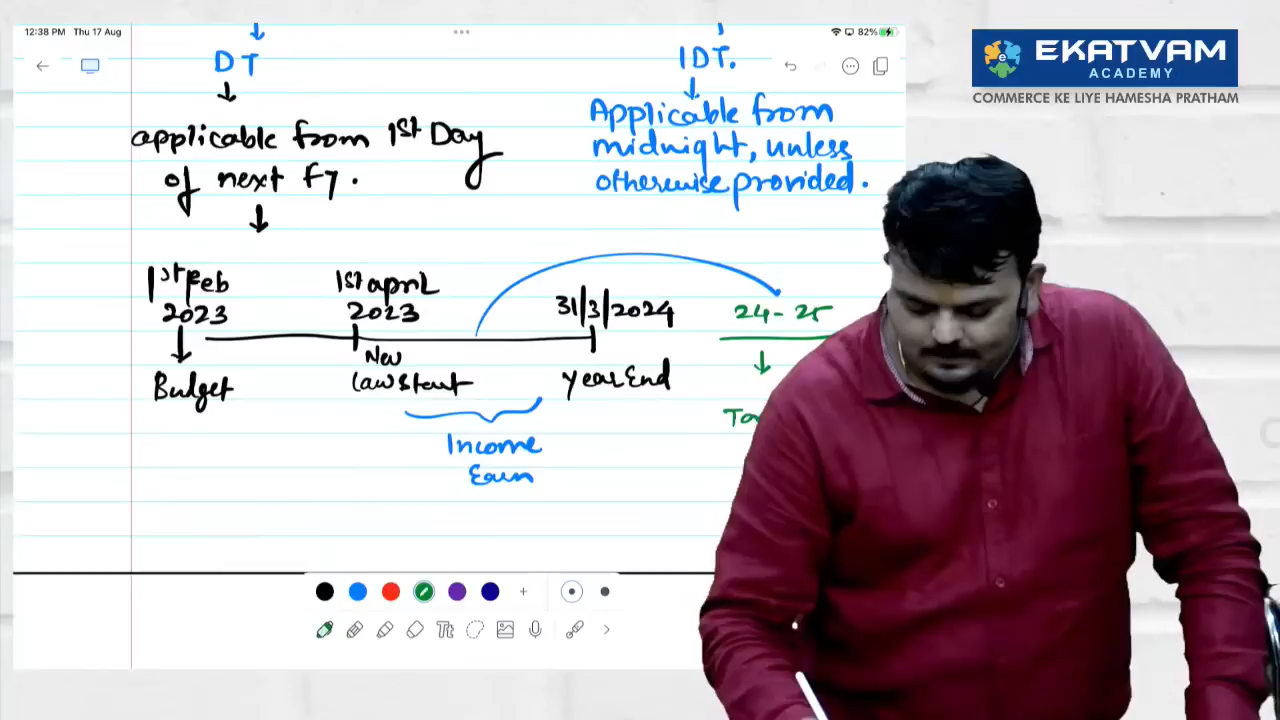 12:38 PM Thu 17 Aug
82%
EKATVAM
ACADEMY
COMMERCE KE LIYE HAMESHA PRATHAM
DT
applicable from 1st Day
of next FY.
IDT.
Applicable from
midnight, unless
otherwise provided.
1st Feb
2023
Budget
1st april
2023
New
Law Start
31/3/2024
Year End
24-25
Income
Earn
Tt